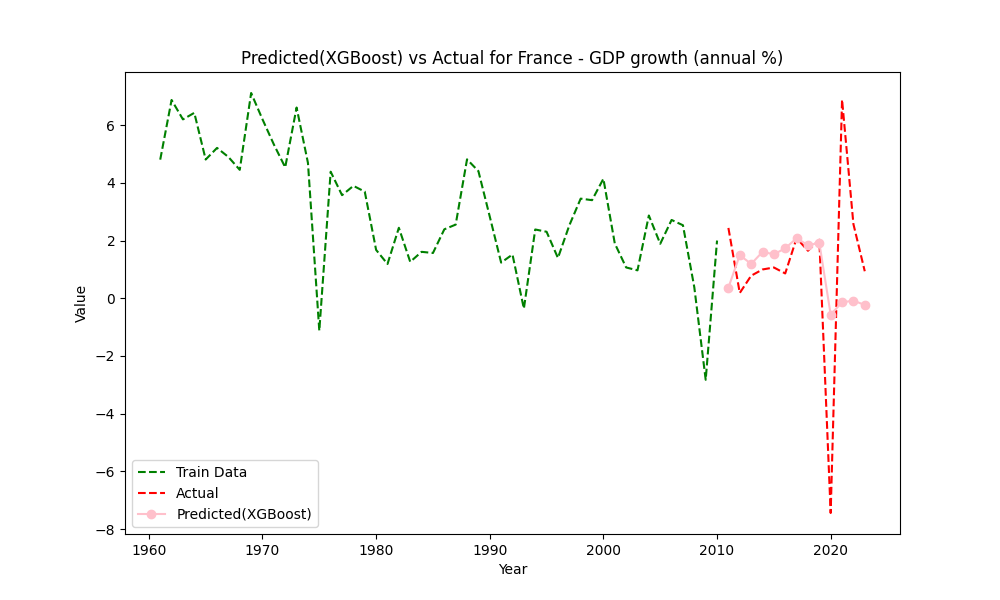 Predicted(XGBoost) vs Actual for France - GDP growth (annual %)
Value
6
4
2
0
−2
−4
−6
−8
Train Data
Actual
Predicted(XGBoost)
1960 1970 1980 1990 2000 2010 2020
Year